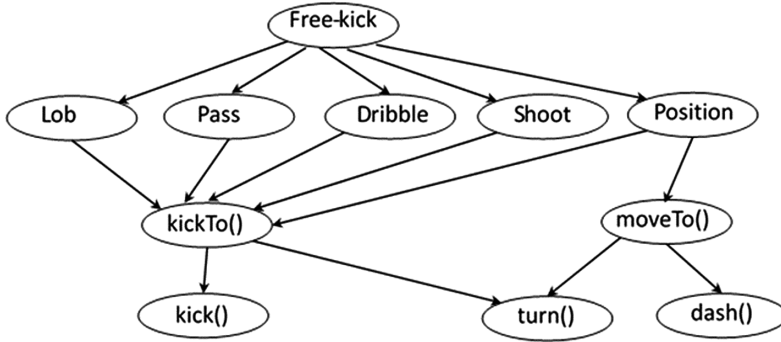 Free-kick
Lob
Pass
Dribble
Shoot
Position
kickTo()
moveTo()
kick()
turn()
dash()